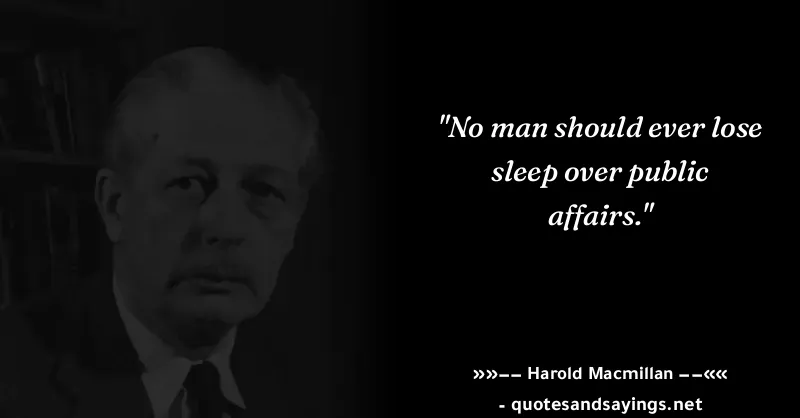 "No man should ever lose
sleep over public
affairs."
»»−− Harold Macmillan −−««
- quotesandsayings.net